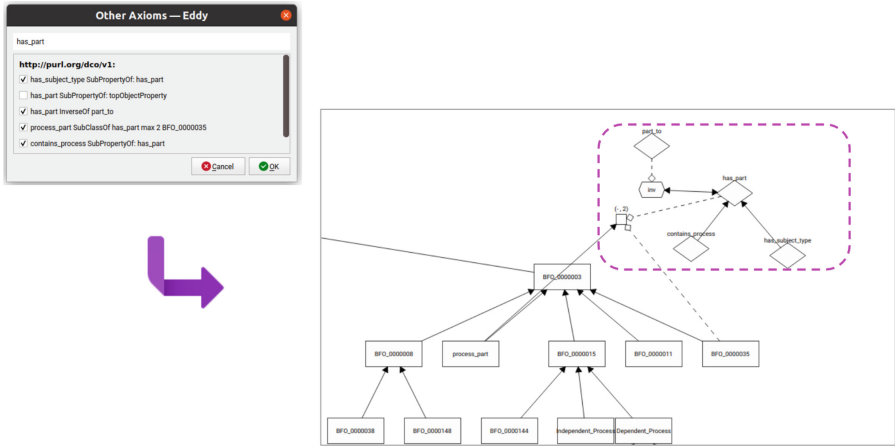 Other Axioms — Eddy
has_part
http://purl.org/dco/v1:
has_subject_type SubPropertyOf: has_part
has_part SubPropertyOf: topObjectProperty
has_part InverseOf part_to
process_part SubClassOf has_part max 2 BFO_0000035
contains_process SubPropertyOf: has_part
Cancel
OK
part_to
has_part
inv
(-, 2)
contains_process
has_subject_type
BFO_0000003
BFO_0000008
process_part
BFO_0000015
BFO_0000011
BFO_0000035
BFO_0000038
BFO_0000148
BFO_0000144
Independent_Process
Dependent_Process